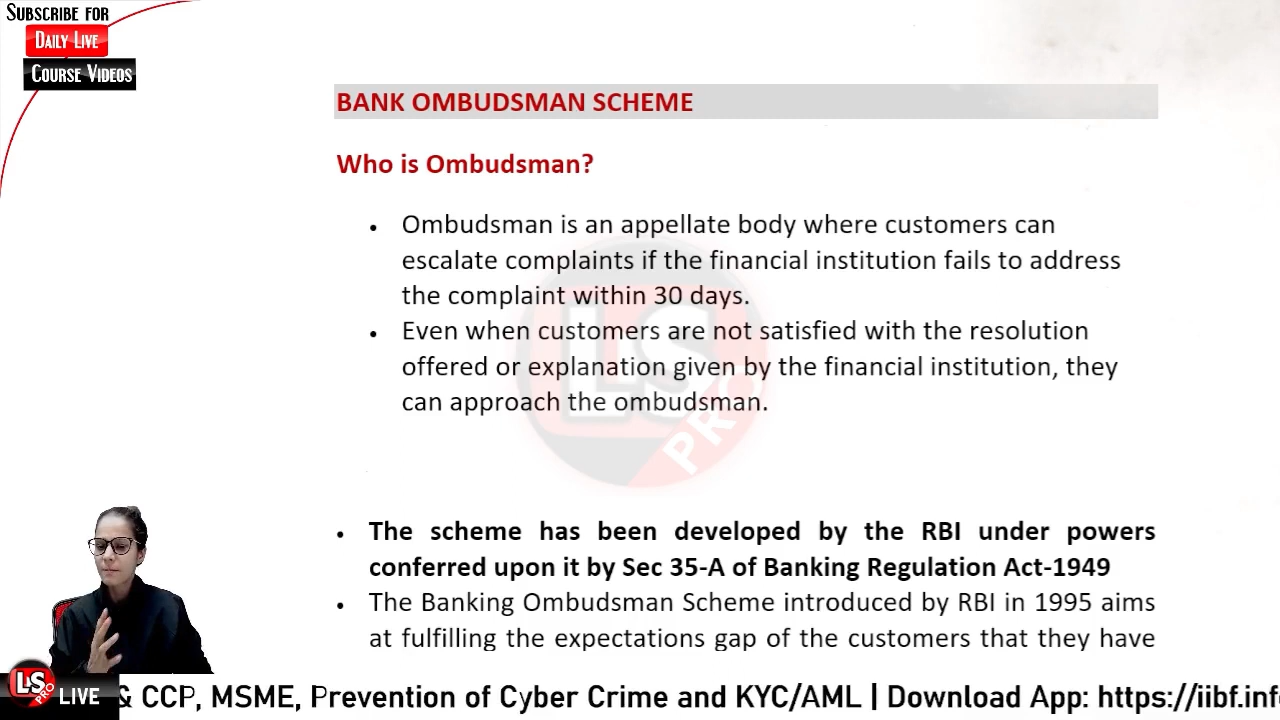 SUBSCRIBE FOR
DAILY LIVE
COURSE VIDEOS
BANK OMBUDSMAN SCHEME
Who is Ombudsman?
• Ombudsman is an appellate body where customers can
escalate complaints if the financial institution fails to address
the complaint within 30 days.
• Even when customers are not satisfied with the resolution
offered or explanation given by the financial institution, they
can approach the ombudsman.
LS
PRO
• The scheme has been developed by the RBI under powers
conferred upon it by Sec 35-A of Banking Regulation Act-1949
• The Banking Ombudsman Scheme introduced by RBI in 1995 aims
at fulfilling the expectations gap of the customers that they have
LS
PRO
LIVE
& CCP, MSME, Prevention of Cyber Crime and KYC/AML | Download App: https://iibf.inf